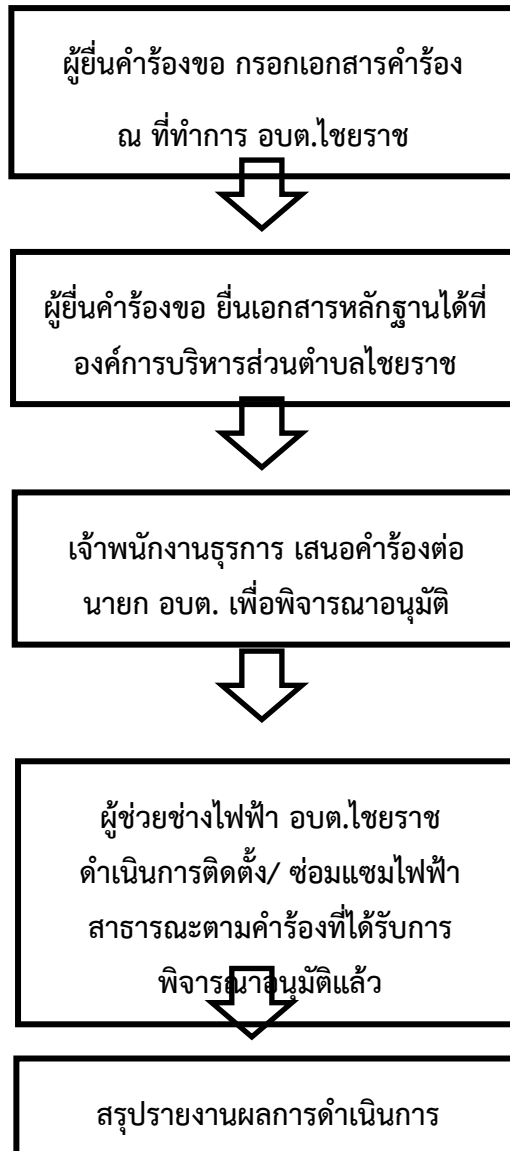 ผู้ยื่นคำร้องขอ กรอกเอกสารคำร้อง
ณ ที่ทำการ อบต.ไชยราช
ผู้ยื่นคำร้องขอ ยื่นเอกสารหลักฐานได้ที่
องค์การบริหารส่วนตำบลไชยราช
เจ้าพนักงานธุรการ เสนอคำร้องต่อ
นายก อบต. เพื่อพิจารณาอนุมัติ
ผู้ช่วยช่างไฟฟ้า อบต.ไชยราช
ดำเนินการติดตั้ง/ ซ่อมแซมไฟฟ้า
สาธารณะตามคำร้องที่ได้รับการ
พิจารณาอนุมัติแล้ว
สรุปรายงานผลการดำเนินการ